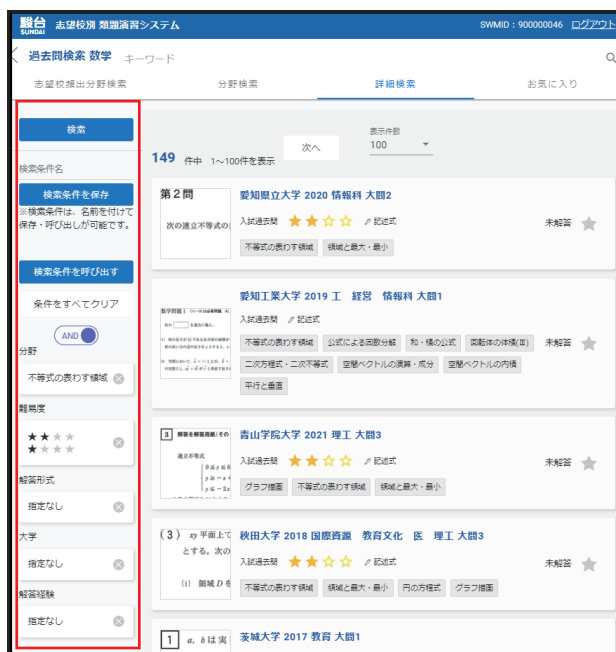 駿台 志望校別 類題演習システム SWMID：900000046 ログアウト
SUNDAI
過去問検索 数学 キーワード
志望校頻出分野検索 分野検索 詳細検索 お気に入り
検索
検索条件名
検索条件を保存
※検索条件は、名前を付けて
保存・呼び出しが可能です。
検索条件を呼び出す
条件をすべてクリア
AND
分野
不等式の表わす領域
難易度
★★★★
★★★★
解答形式
指定なし
大学
指定なし
解答経験
指定なし
149 件中 1～100件を表示 次へ
表示件数
100
第２問
次の連立不等式の
愛知県立大学 2020 情報科 大問2
入試過去問 ★★☆☆ 記述式 未解答
不等式の表わす領域 領域と最大・最小
数学問題 1
愛知工業大学 2019 工 経営 情報科 大問1
入試過去問 記述式
不等式の表わす領域 公式による因数分解 和・積の公式 回転体の体積(Ⅲ) 未解答
二次方程式・二次不等式 空間ベクトルの演算・成分 空間ベクトルの内積
平行と垂直
3 解答を解答用紙(その
連立不等式
0≦y≦6
y≧−x+
y≦−2x
青山学院大学 2021 理工 大問3
入試過去問 ★★☆☆ 記述式 未解答
グラフ描画 不等式の表わす領域 領域と最大・最小
(３) xy 平面上で
とする。次の
(i) 領域 D を
秋田大学 2018 国際資源 教育文化 医 理工 大問3
入試過去問 ★★☆☆ 記述式 未解答
不等式の表わす領域 領域と最大・最小 円の方程式 グラフ描画
1 a, b は実
茨城大学 2017 教育 大問1